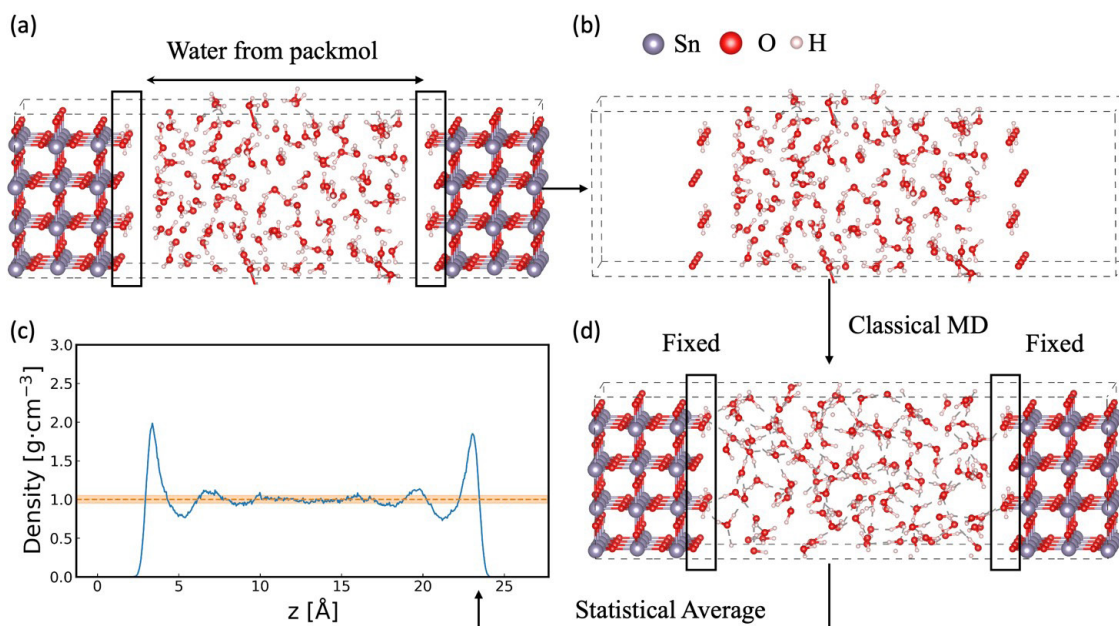 (a)
Water from packmol
(b)
Sn O H
Classical MD
(c)
3.0
2.5
2.0
1.5
1.0
0.5
0.0
Density [g·cm⁻³]
0 5 10 15 20 25
z [Å]
(d)
Fixed Fixed
Statistical Average